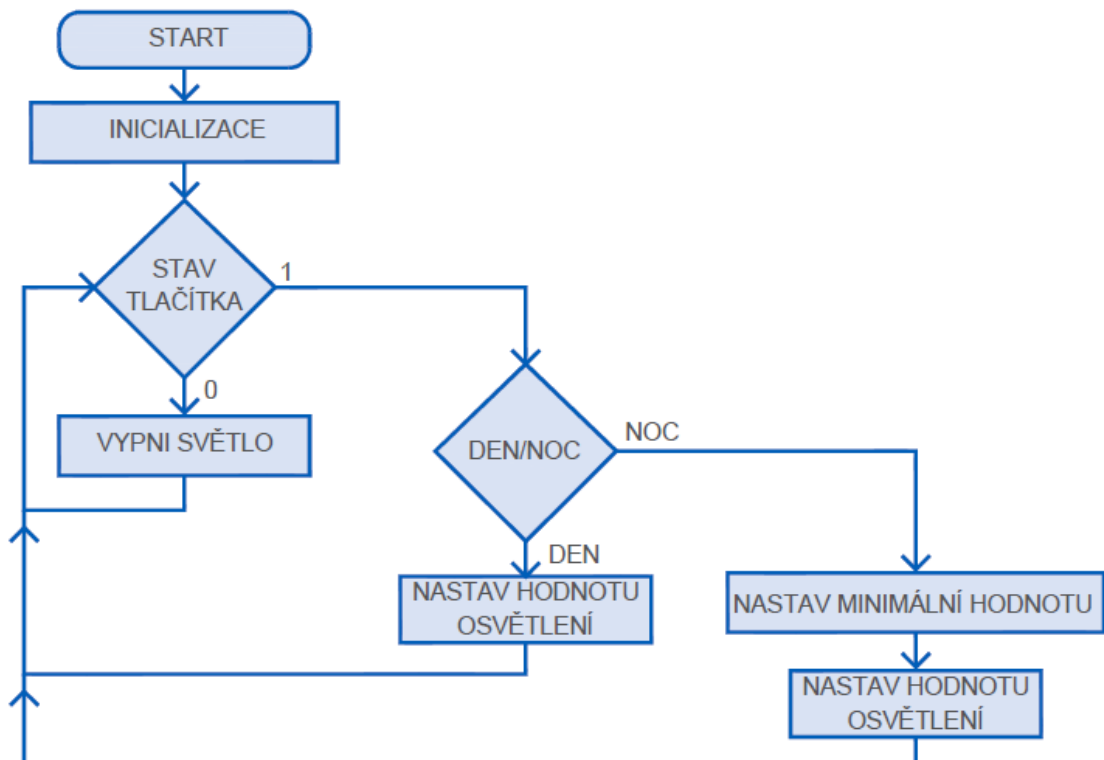 START
INICIALIZACE
STAV
TLAČÍTKA
1
0
VYPNI SVĚTLO
DEN/NOC
NOC
DEN
NASTAV HODNOTU
OSVĚTLENÍ
NASTAV MINIMÁLNÍ HODNOTU
NASTAV HODNOTU
OSVĚTLENÍ